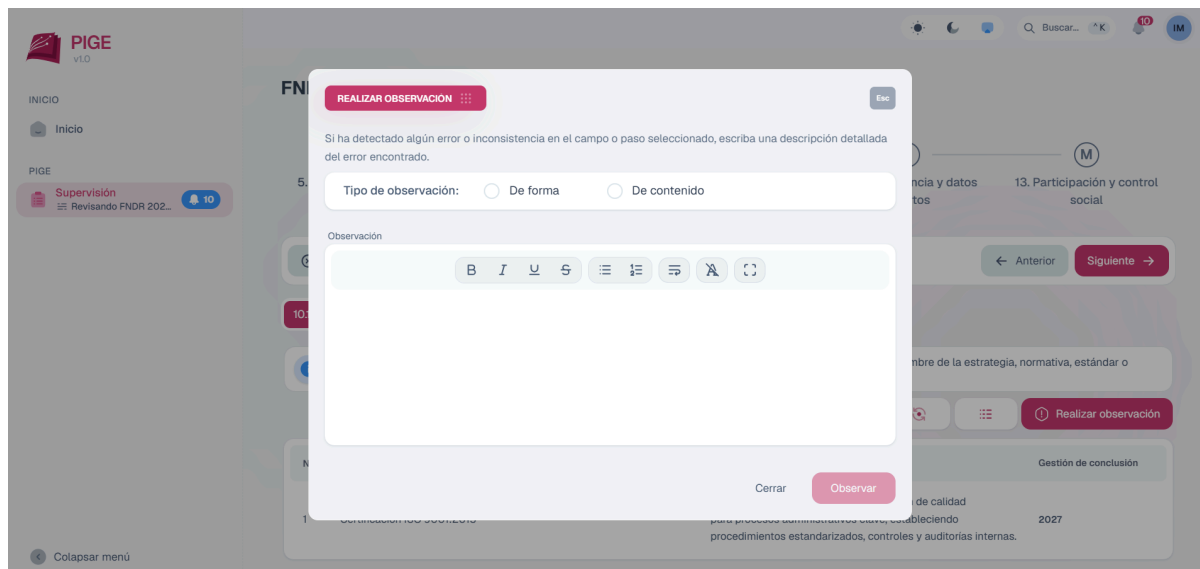 PIGE
v1.0
Buscar...
^K
10
IM
INICIO
Inicio
PIGE
Supervisión
Revisando FNDR 202...
10
FN
REALIZAR OBSERVACIÓN
Esc
Si ha detectado algún error o inconsistencia en el campo o paso seleccionado, escriba una descripción detallada
del error encontrado.
Tipo de observación:
De forma
De contenido
Observación
B I U S
5.
ncia y datos
tos
M
13. Participación y control
social
Anterior
Siguiente
10.1
mbre de la estrategia, normativa, estándar o
Realizar observación
N
Gestión de conclusión
Cerrar
Observar
de calidad
1
para procesos administrativos clave, estableciendo
2027
procedimientos estandarizados, controles y auditorías internas.
Colapsar menú